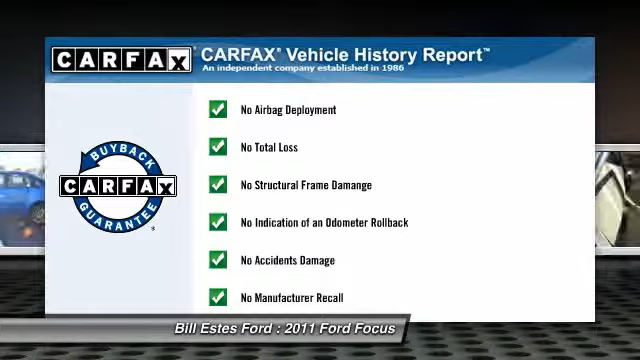 CARFAX® CARFAX® Vehicle History Report™
An independent company established in 1986
No Airbag Deployment
No Total Loss
BUYBACK
CARFAX
GUARANTEE
No Structural Frame Damange
No Indication of an Odometer Rollback
No Accidents Damage
No Manufacturer Recall
Bill Estes Ford : 2011 Ford Focus